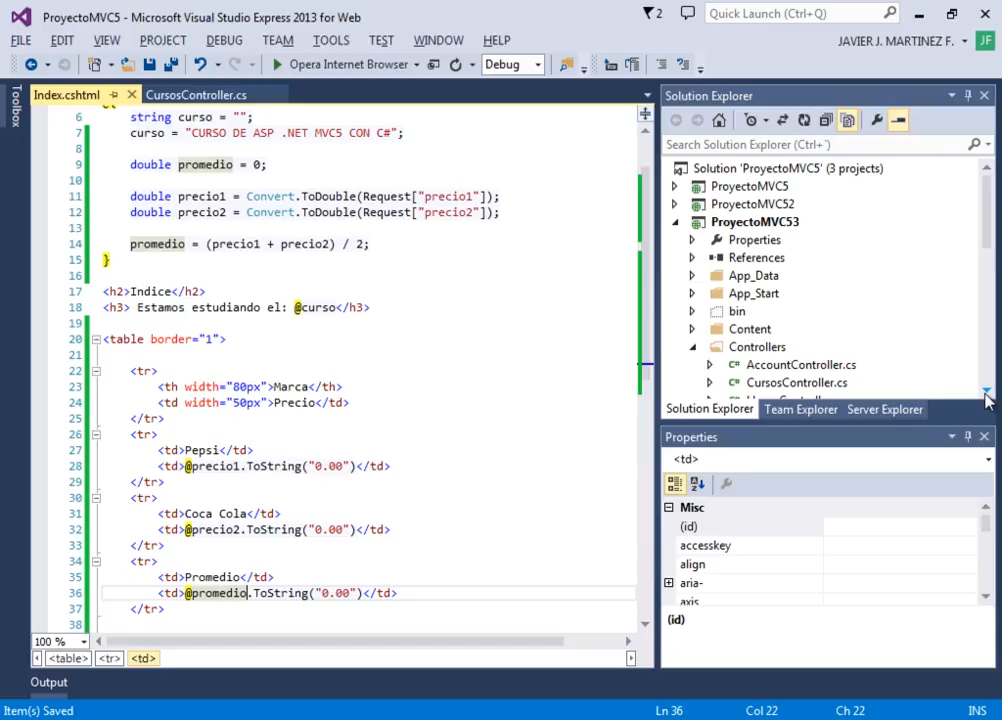 ProyectoMVC5 - Microsoft Visual Studio Express 2013 for Web
2
Quick Launch (Ctrl+Q)
FILE EDIT VIEW PROJECT DEBUG TEAM TOOLS TEST WINDOW HELP
JAVIER J. MARTINEZ F.
JF
Opera Internet Browser
Debug
Toolbox
Index.cshtml
CursosController.cs
6 string curso = "";
7 curso = "CURSO DE ASP .NET MVC5 CON C#";
8
9 double promedio = 0;
10
11 double precio1 = Convert.ToDouble(Request["precio1"]);
12 double precio2 = Convert.ToDouble(Request["precio2"]);
13
14 promedio = (precio1 + precio2) / 2;
15 }
16
17 <h2>Indice</h2>
18 <h3> Estamos estudiando el: @curso</h3>
19
20 <table border="1">
21
22 <tr>
23 <th width="80px">Marca</th>
24 <td width="50px">Precio</td>
25 </tr>
26 <tr>
27 <td>Pepsi</td>
28 <td>@precio1.ToString("0.00")</td>
29 </tr>
30 <tr>
31 <td>Coca Cola</td>
32 <td>@precio2.ToString("0.00")</td>
33 </tr>
34 <tr>
35 <td>Promedio</td>
36 <td>@promedio.ToString("0.00")</td>
37 </tr>
38
100 %
<table> <tr> <td>
Output
Item(s) Saved
Ln 36
Col 22
Ch 22
INS
Solution Explorer
Search Solution Explorer (Ctrl+`)
Solution 'ProyectoMVC5' (3 projects)
ProyectoMVC5
ProyectoMVC52
ProyectoMVC53
Properties
References
App_Data
App_Start
bin
Content
Controllers
C# AccountController.cs
C# CursosController.cs
Solution Explorer
Team Explorer
Server Explorer
Properties
<td>
Misc
(id)
accesskey
align
aria-
axis
(id)